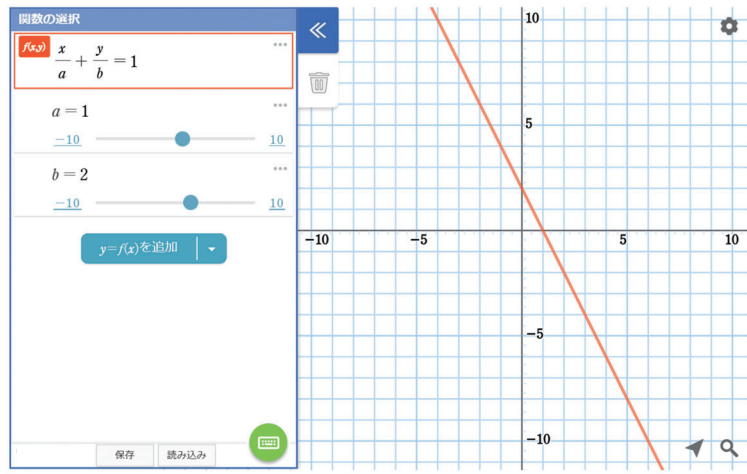 関数の選択
f(x,y) x/a + y/b = 1
a = 1
−10 10
b = 2
−10 10
y=f(x)を追加
保存 読み込み
10
5
−10 −5 5 10
−5
−10